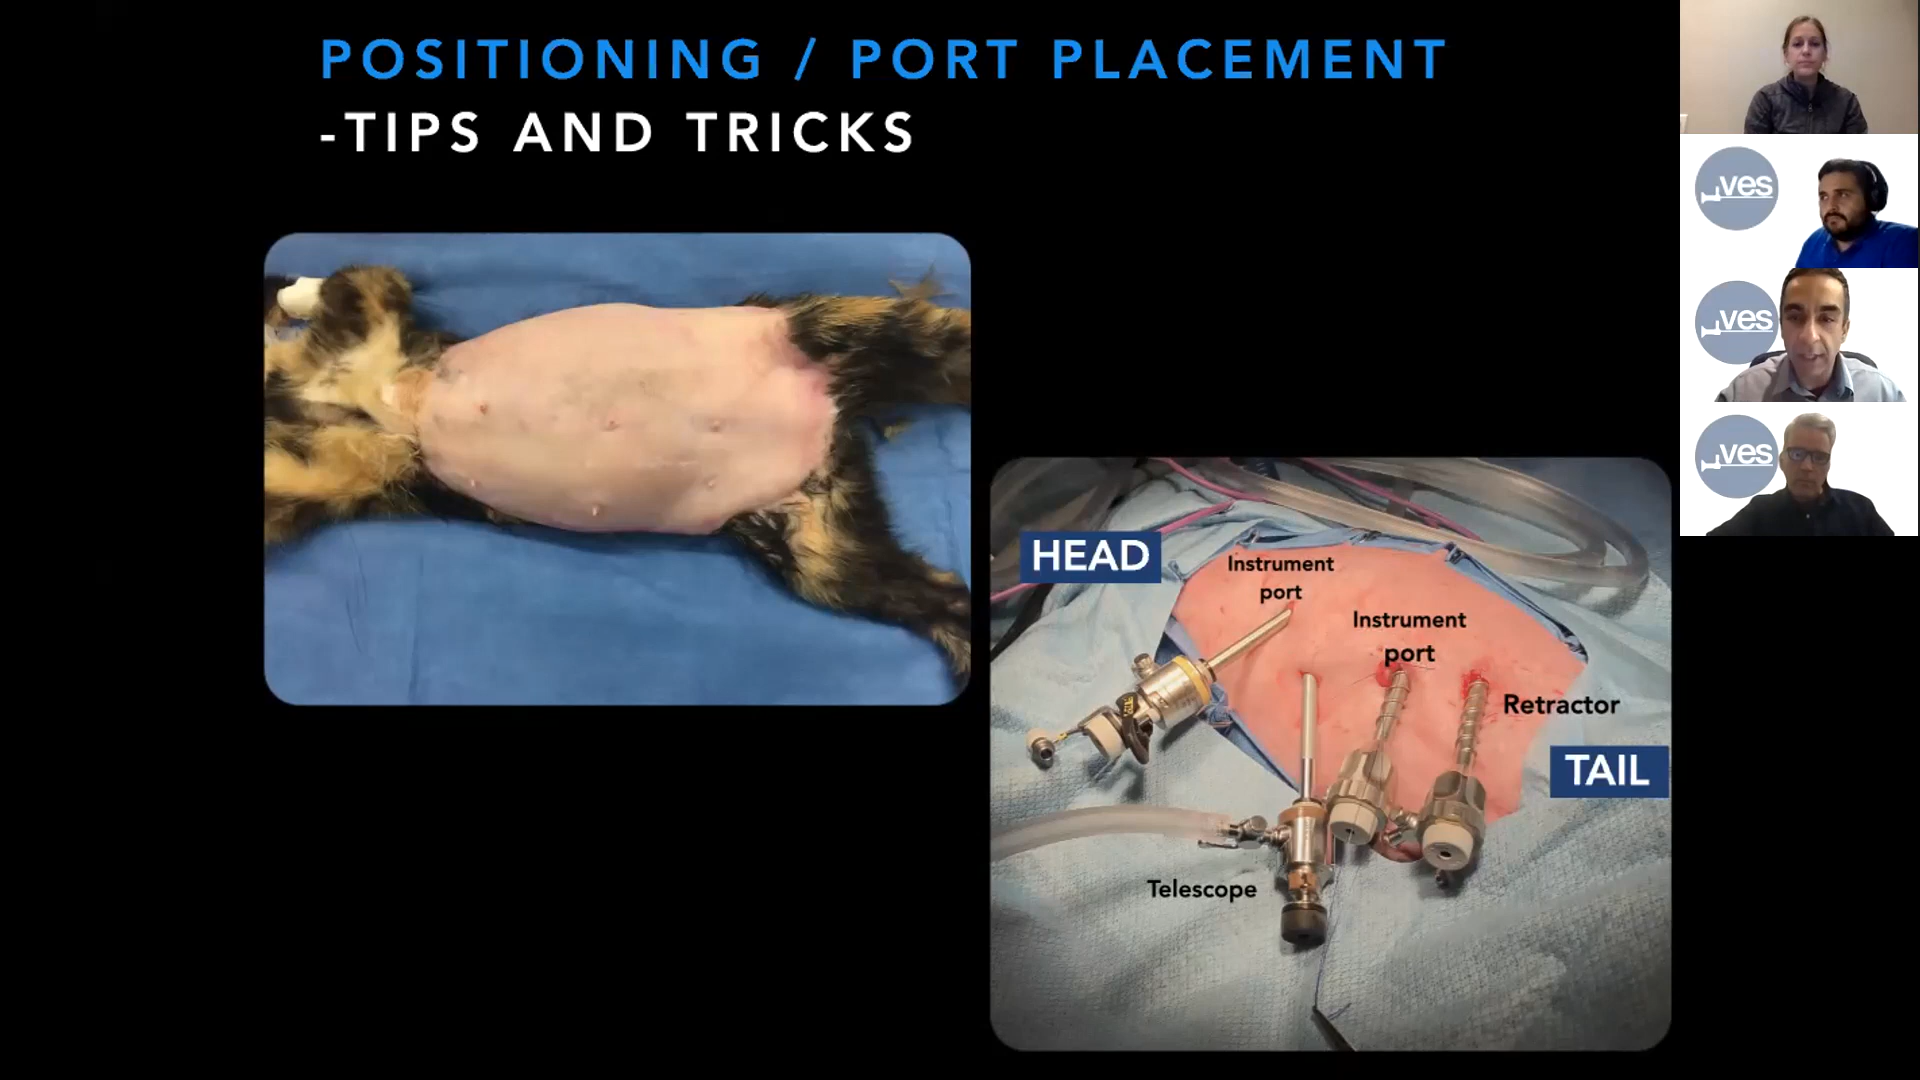 POSITIONING / PORT PLACEMENT
-TIPS AND TRICKS
HEAD
Instrument
port
Instrument
port
Retractor
TAIL
Telescope
ves
ves
ves